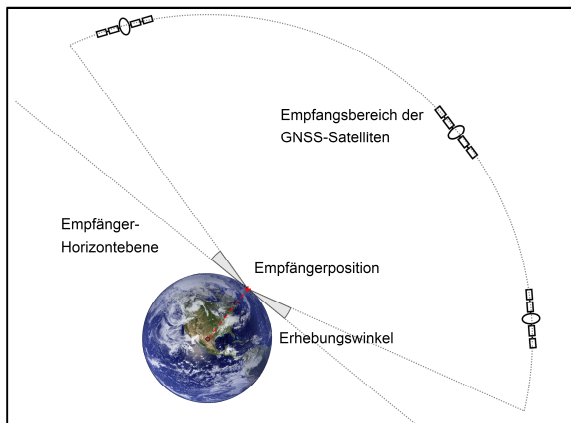 Empfangsbereich der
GNSS-Satelliten
Empfänger-
Horizontebene
Empfängerposition
Erhebungswinkel